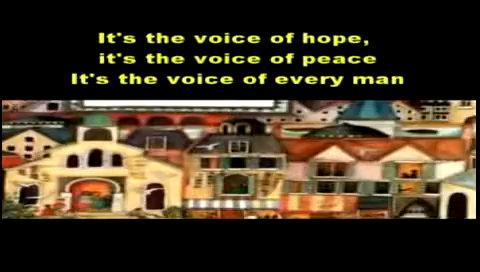 It's the voice of hope,
it's the voice of peace
It's the voice of every man